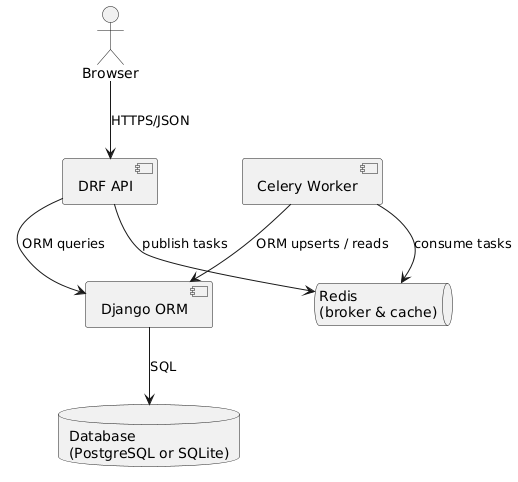 Browser
HTTPS/JSON
DRF API
Celery Worker
ORM queries
publish tasks
ORM upserts / reads
consume tasks
Django ORM
Redis
(broker & cache)
SQL
Database
(PostgreSQL or SQLite)